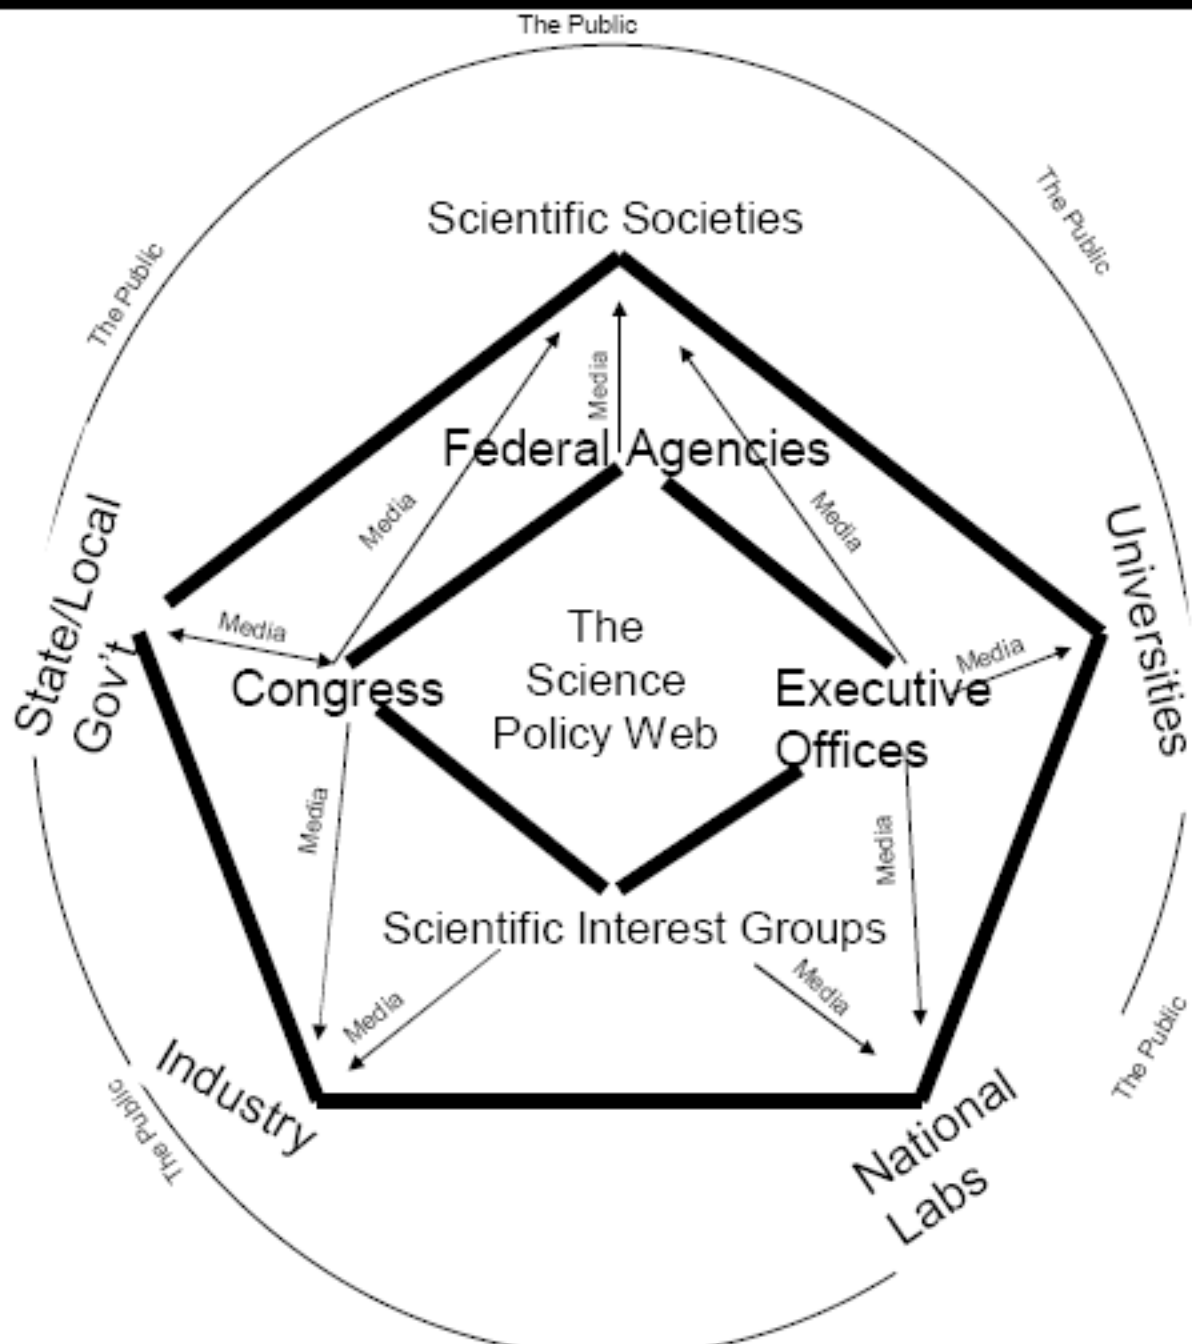 The Public
The Public
The Public
Scientific Societies
Media
Federal Agencies
Media
Media
State/Local
Gov't
Universities
Media
Media
The
Science
Policy Web
Congress
Executive
Offices
Media
Media
Scientific Interest Groups
Media
Media
Industry
National
Labs
The Public
The Public